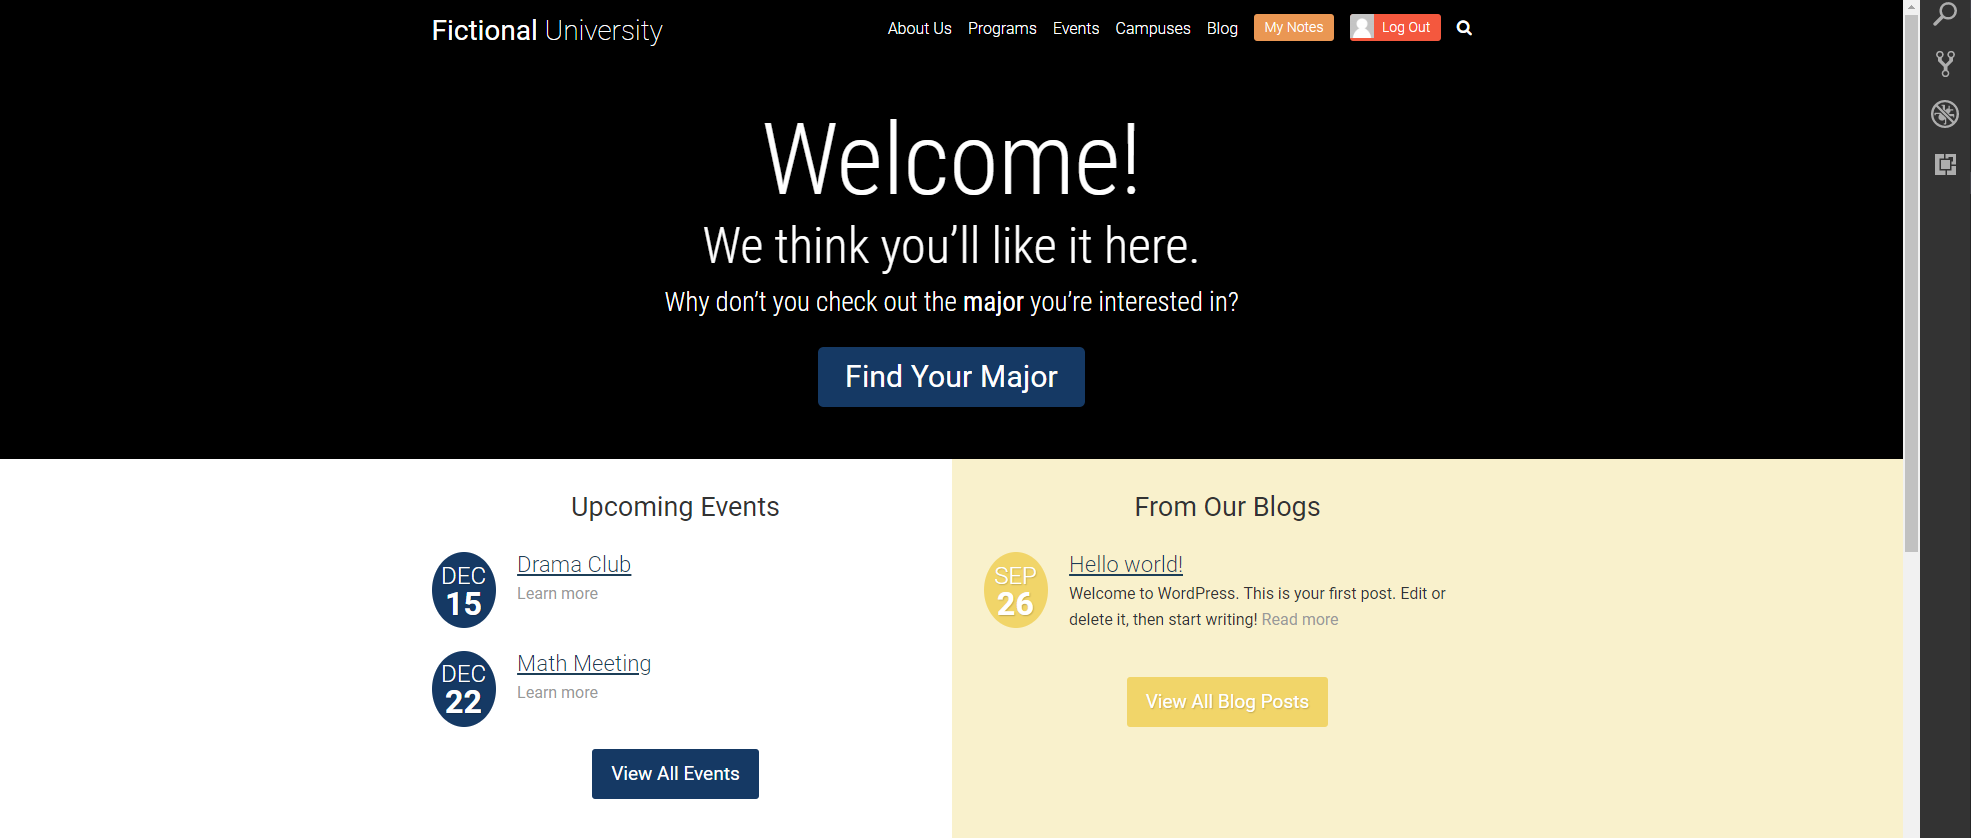 Fictional University
About Us Programs Events Campuses Blog My Notes Log Out
Welcome!
We think you’ll like it here.
Why don’t you check out the major you’re interested in?
Find Your Major
Upcoming Events
DEC
15
Drama Club
Learn more
DEC
22
Math Meeting
Learn more
View All Events
From Our Blogs
SEP
26
Hello world!
Welcome to WordPress. This is your first post. Edit or
delete it, then start writing! Read more
View All Blog Posts